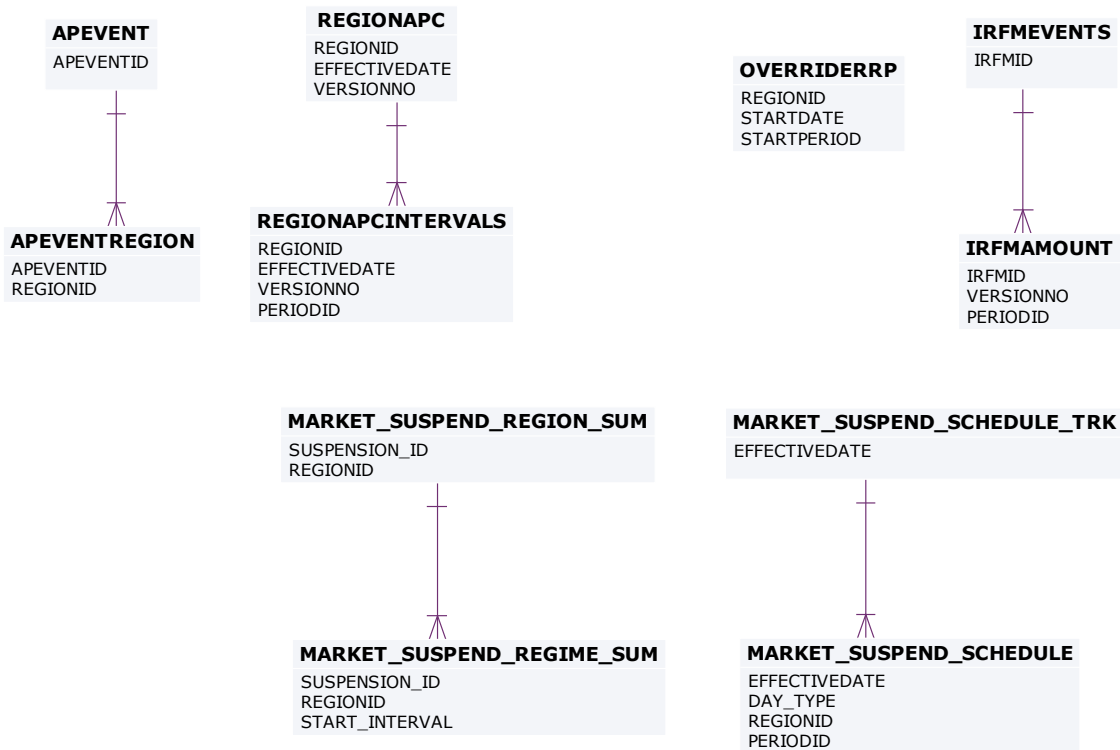 APEVENT
APEVENTID
REGIONAPC
REGIONID
EFFECTIVEDATE
VERSIONNO
OVERRIDERRP
REGIONID
STARTDATE
STARTPERIOD
IRFMEVENTS
IRFMID
APEVENTREGION
APEVENTID
REGIONID
REGIONAPCINTERVALS
REGIONID
EFFECTIVEDATE
VERSIONNO
PERIODID
IRFMAMOUNT
IRFMID
VERSIONNO
PERIODID
MARKET_SUSPEND_REGION_SUM
SUSPENSION_ID
REGIONID
MARKET_SUSPEND_SCHEDULE_TRK
EFFECTIVEDATE
MARKET_SUSPEND_REGIME_SUM
SUSPENSION_ID
REGIONID
START_INTERVAL
MARKET_SUSPEND_SCHEDULE
EFFECTIVEDATE
DAY_TYPE
REGIONID
PERIODID